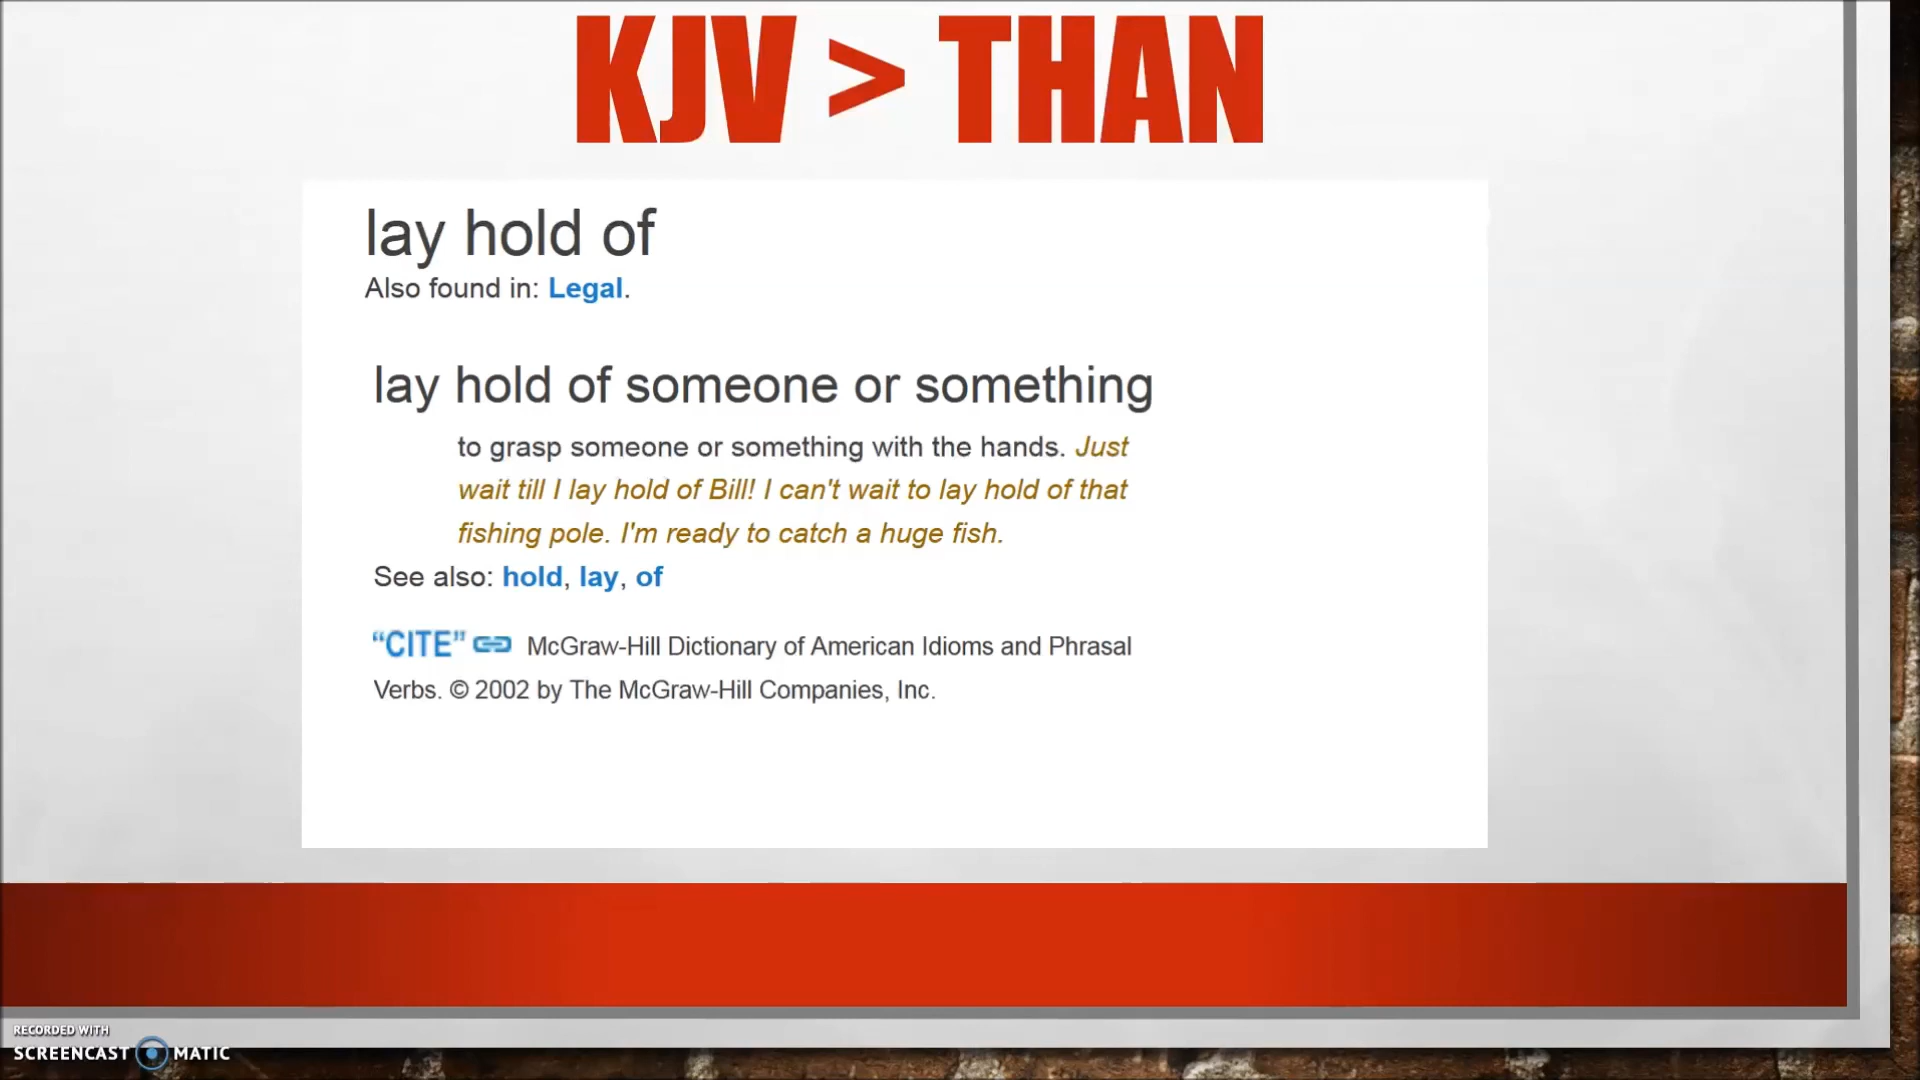 KJV > THAN
lay hold of
Also found in: Legal.
lay hold of someone or something
to grasp someone or something with the hands. Just
wait till I lay hold of Bill! I can't wait to lay hold of that
fishing pole. I'm ready to catch a huge fish.
See also: hold, lay, of
“CITE” McGraw-Hill Dictionary of American Idioms and Phrasal
Verbs. © 2002 by The McGraw-Hill Companies, Inc.
RECORDED WITH
SCREENCAST MATIC